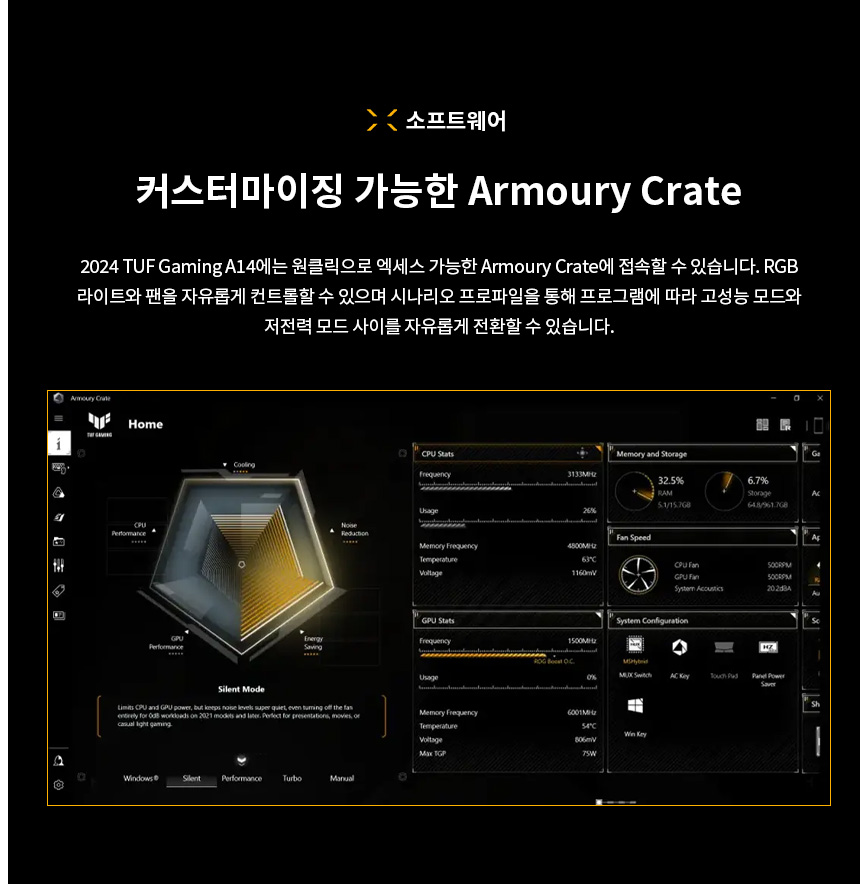 소프트웨어
커스터마이징 가능한 Armoury Crate
2024 TUF Gaming A14에는 원클릭으로 엑세스 가능한 Armoury Crate에 접속할 수 있습니다. RGB
라이트와 팬을 자유롭게 컨트롤할 수 있으며 시나리오 프로파일을 통해 프로그램에 따라 고성능 모드와
저전력 모드 사이를 자유롭게 전환할 수 있습니다.
Armoury Crate
TUF GAMING
Home
Cooling
CPU
Performance
Noise
Reduction
GPU
Performance
Energy
Saving
Silent Mode
Limits CPU and GPU power, but keeps noise levels super quiet, even turning off the fan
entirely for 0dB workloads on 2021 models and later. Perfect for presentations, movies, or
casual light gaming.
Windows®
Silent
Performance
Turbo
Manual
CPU Stats
Frequency 3133MHz
Usage 26%
Memory Frequency 4800MHz
Temperature 63°C
Voltage 1160mV
GPU Stats
Frequency 1500MHz
ROG Boost O.C.
Usage 0%
Memory Frequency 6001MHz
Temperature 54°C
Voltage 806mV
Max TGP 75W
Memory and Storage
32.5%
RAM
5.1/15.7GB
6.7%
Storage
64.8/961.7GB
Fan Speed
CPU Fan 500RPM
GPU Fan 500RPM
System Acoustics 20.2dBA
System Configuration
MSHybrid
MUX Switch
AC Key
Touch Pad
HZ
Panel Power
Saver
Win Key
Ga
Ac
Ap
Au
Sc
Sh